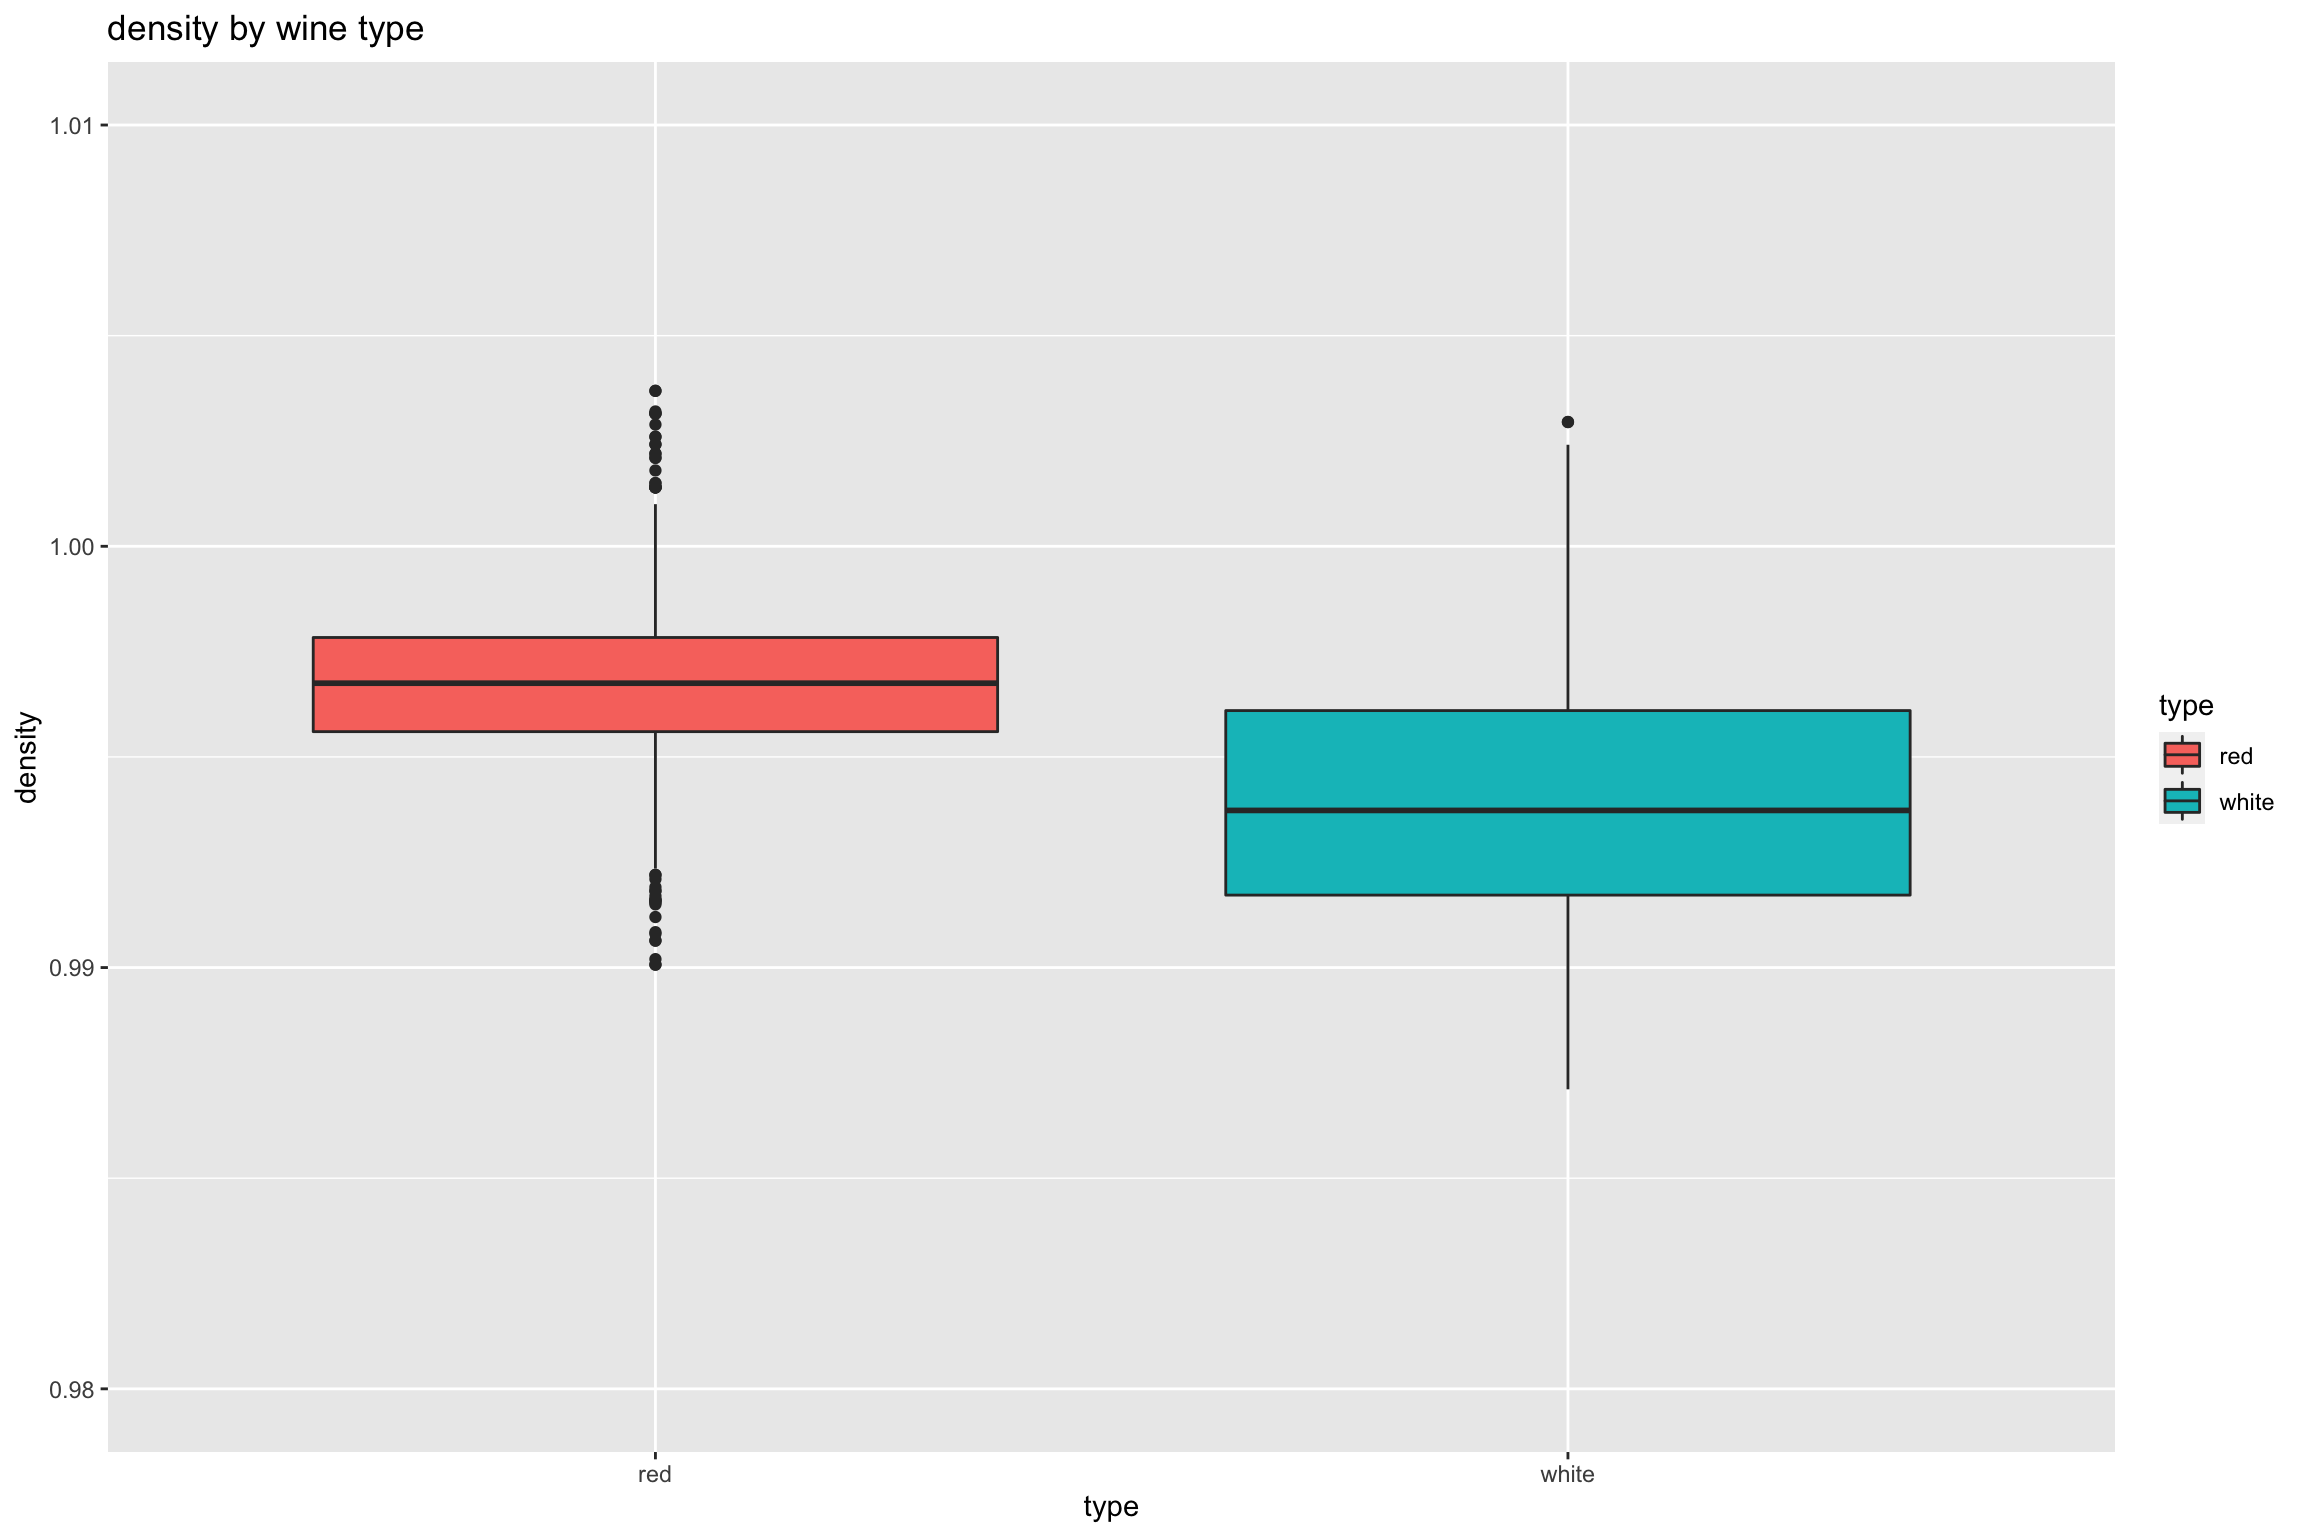 density by wine type
1.01
1.00
0.99
0.98
density
red
white
type
type
red
white